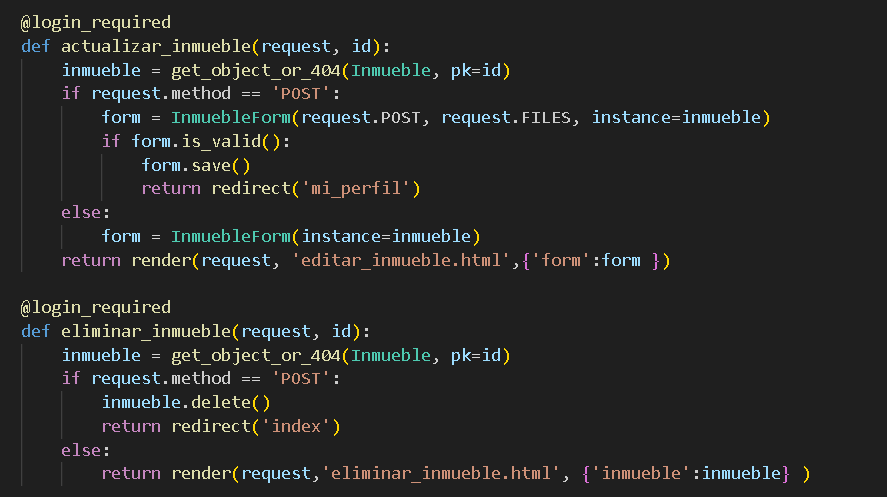 @login_required
def actualizar_inmueble(request, id):
    inmueble = get_object_or_404(Inmueble, pk=id)
    if request.method == 'POST':
        form = InmuebleForm(request.POST, request.FILES, instance=inmueble)
        if form.is_valid():
            form.save()
            return redirect('mi_perfil')
    else:
        form = InmuebleForm(instance=inmueble)
    return render(request, 'editar_inmueble.html',{'form':form })

@login_required
def eliminar_inmueble(request, id):
    inmueble = get_object_or_404(Inmueble, pk=id)
    if request.method == 'POST':
        inmueble.delete()
        return redirect('index')
    else:
        return render(request,'eliminar_inmueble.html', {'inmueble':inmueble} )